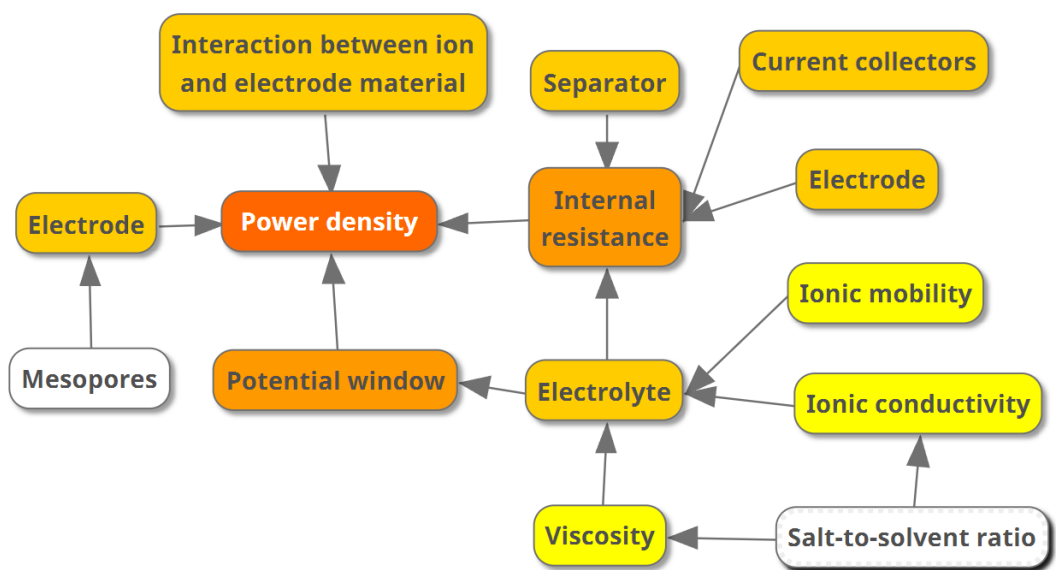 Interaction between ion
and electrode material
Separator
Current collectors
Electrode
Internal
resistance
Power density
Electrode
Ionic mobility
Mesopores
Potential window
Electrolyte
Ionic conductivity
Viscosity
Salt-to-solvent ratio